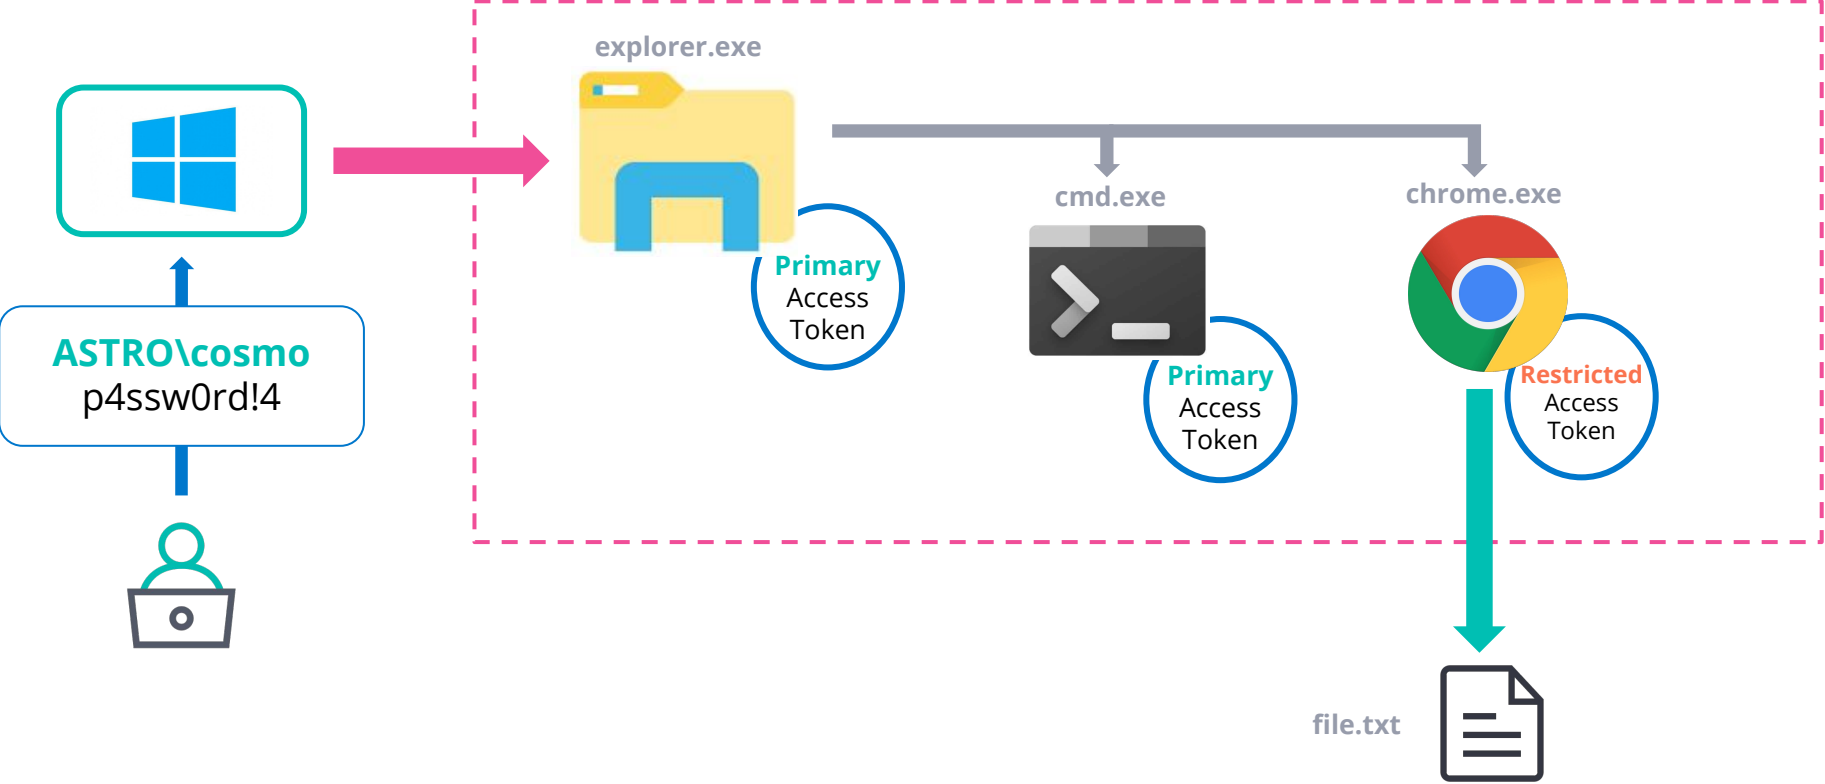 explorer.exe
Primary
Access
Token
cmd.exe
Primary
Access
Token
chrome.exe
Restricted
Access
Token
ASTRO\cosmo
p4ssw0rd!4
file.txt